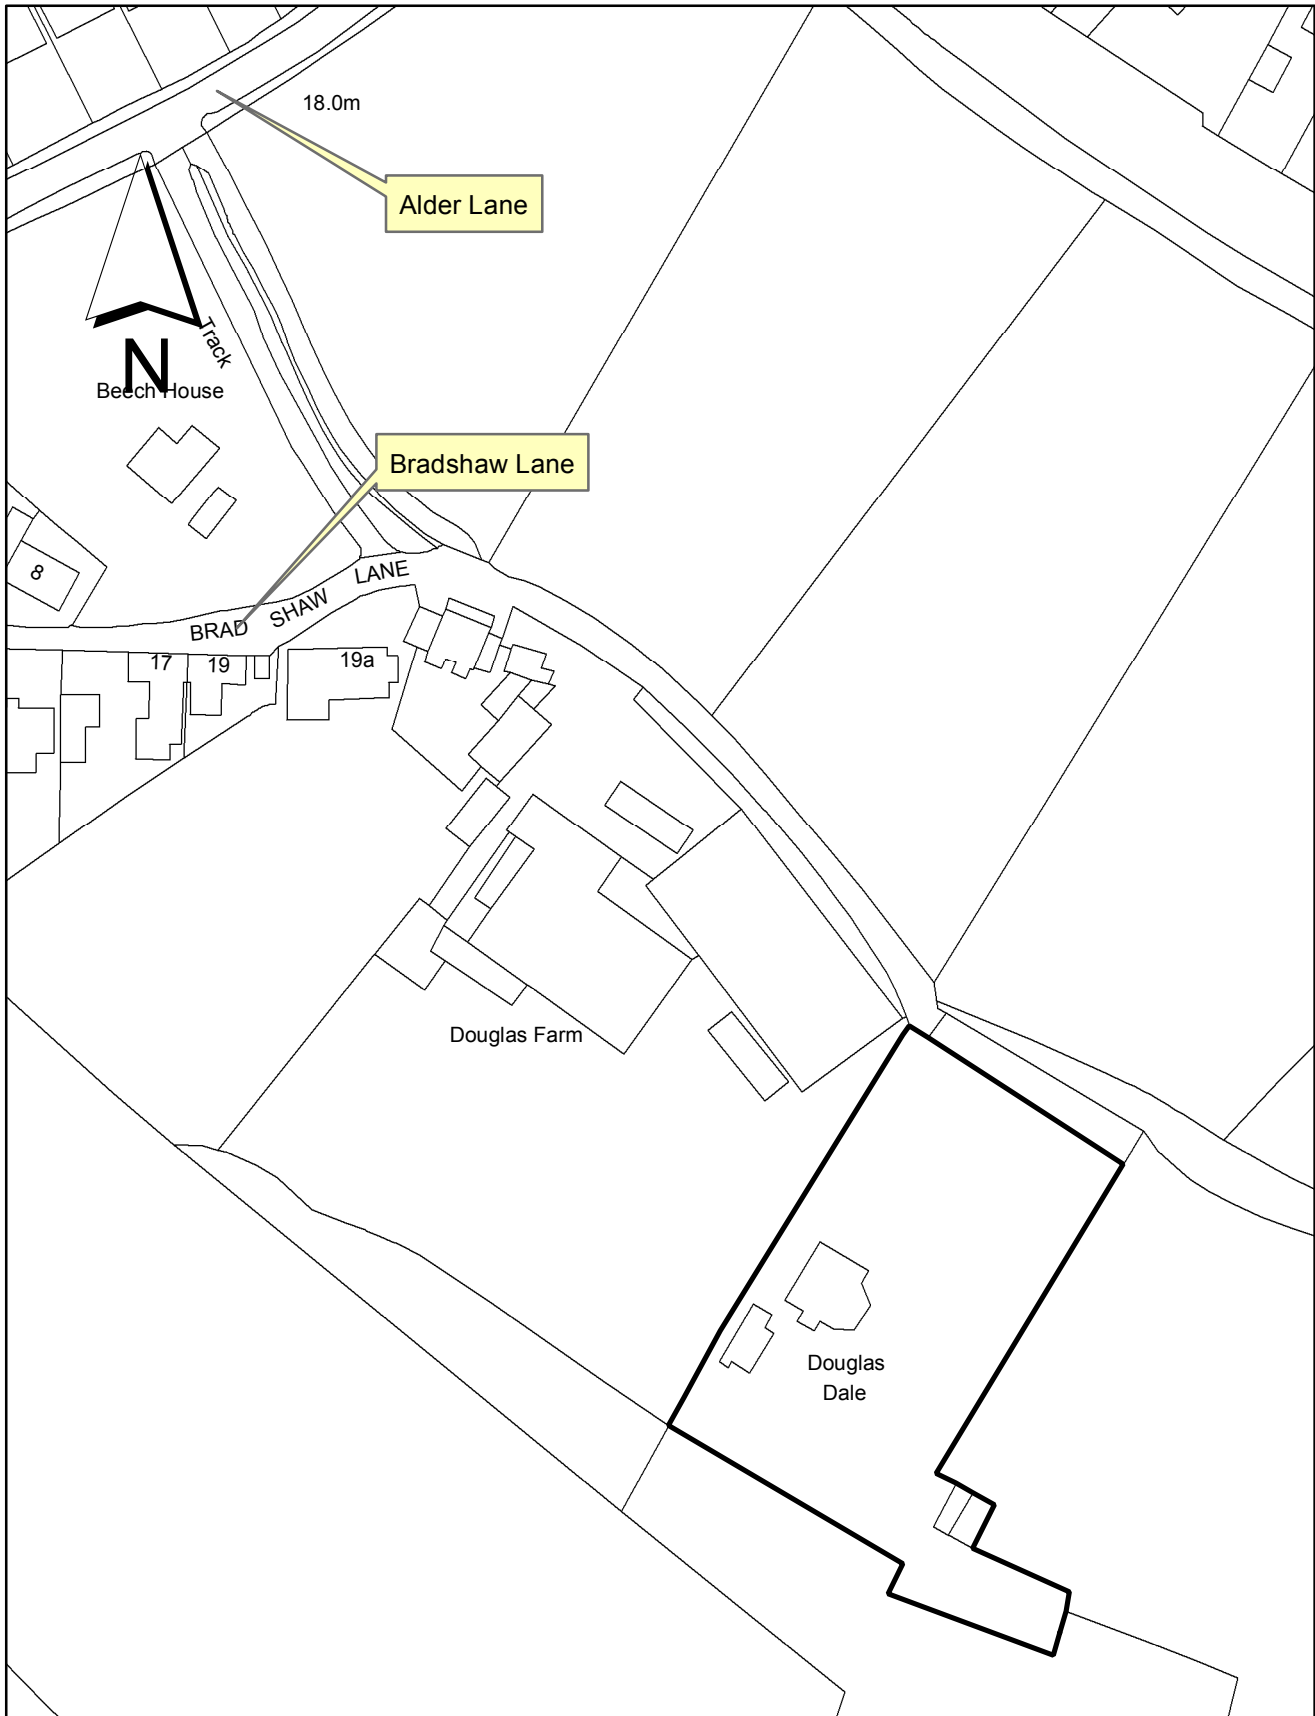 18.0m
Alder Lane
Track
N
Beech House
Bradshaw Lane
8
BRAD SHAW LANE
17
19
19a
Douglas Farm
Douglas
Dale